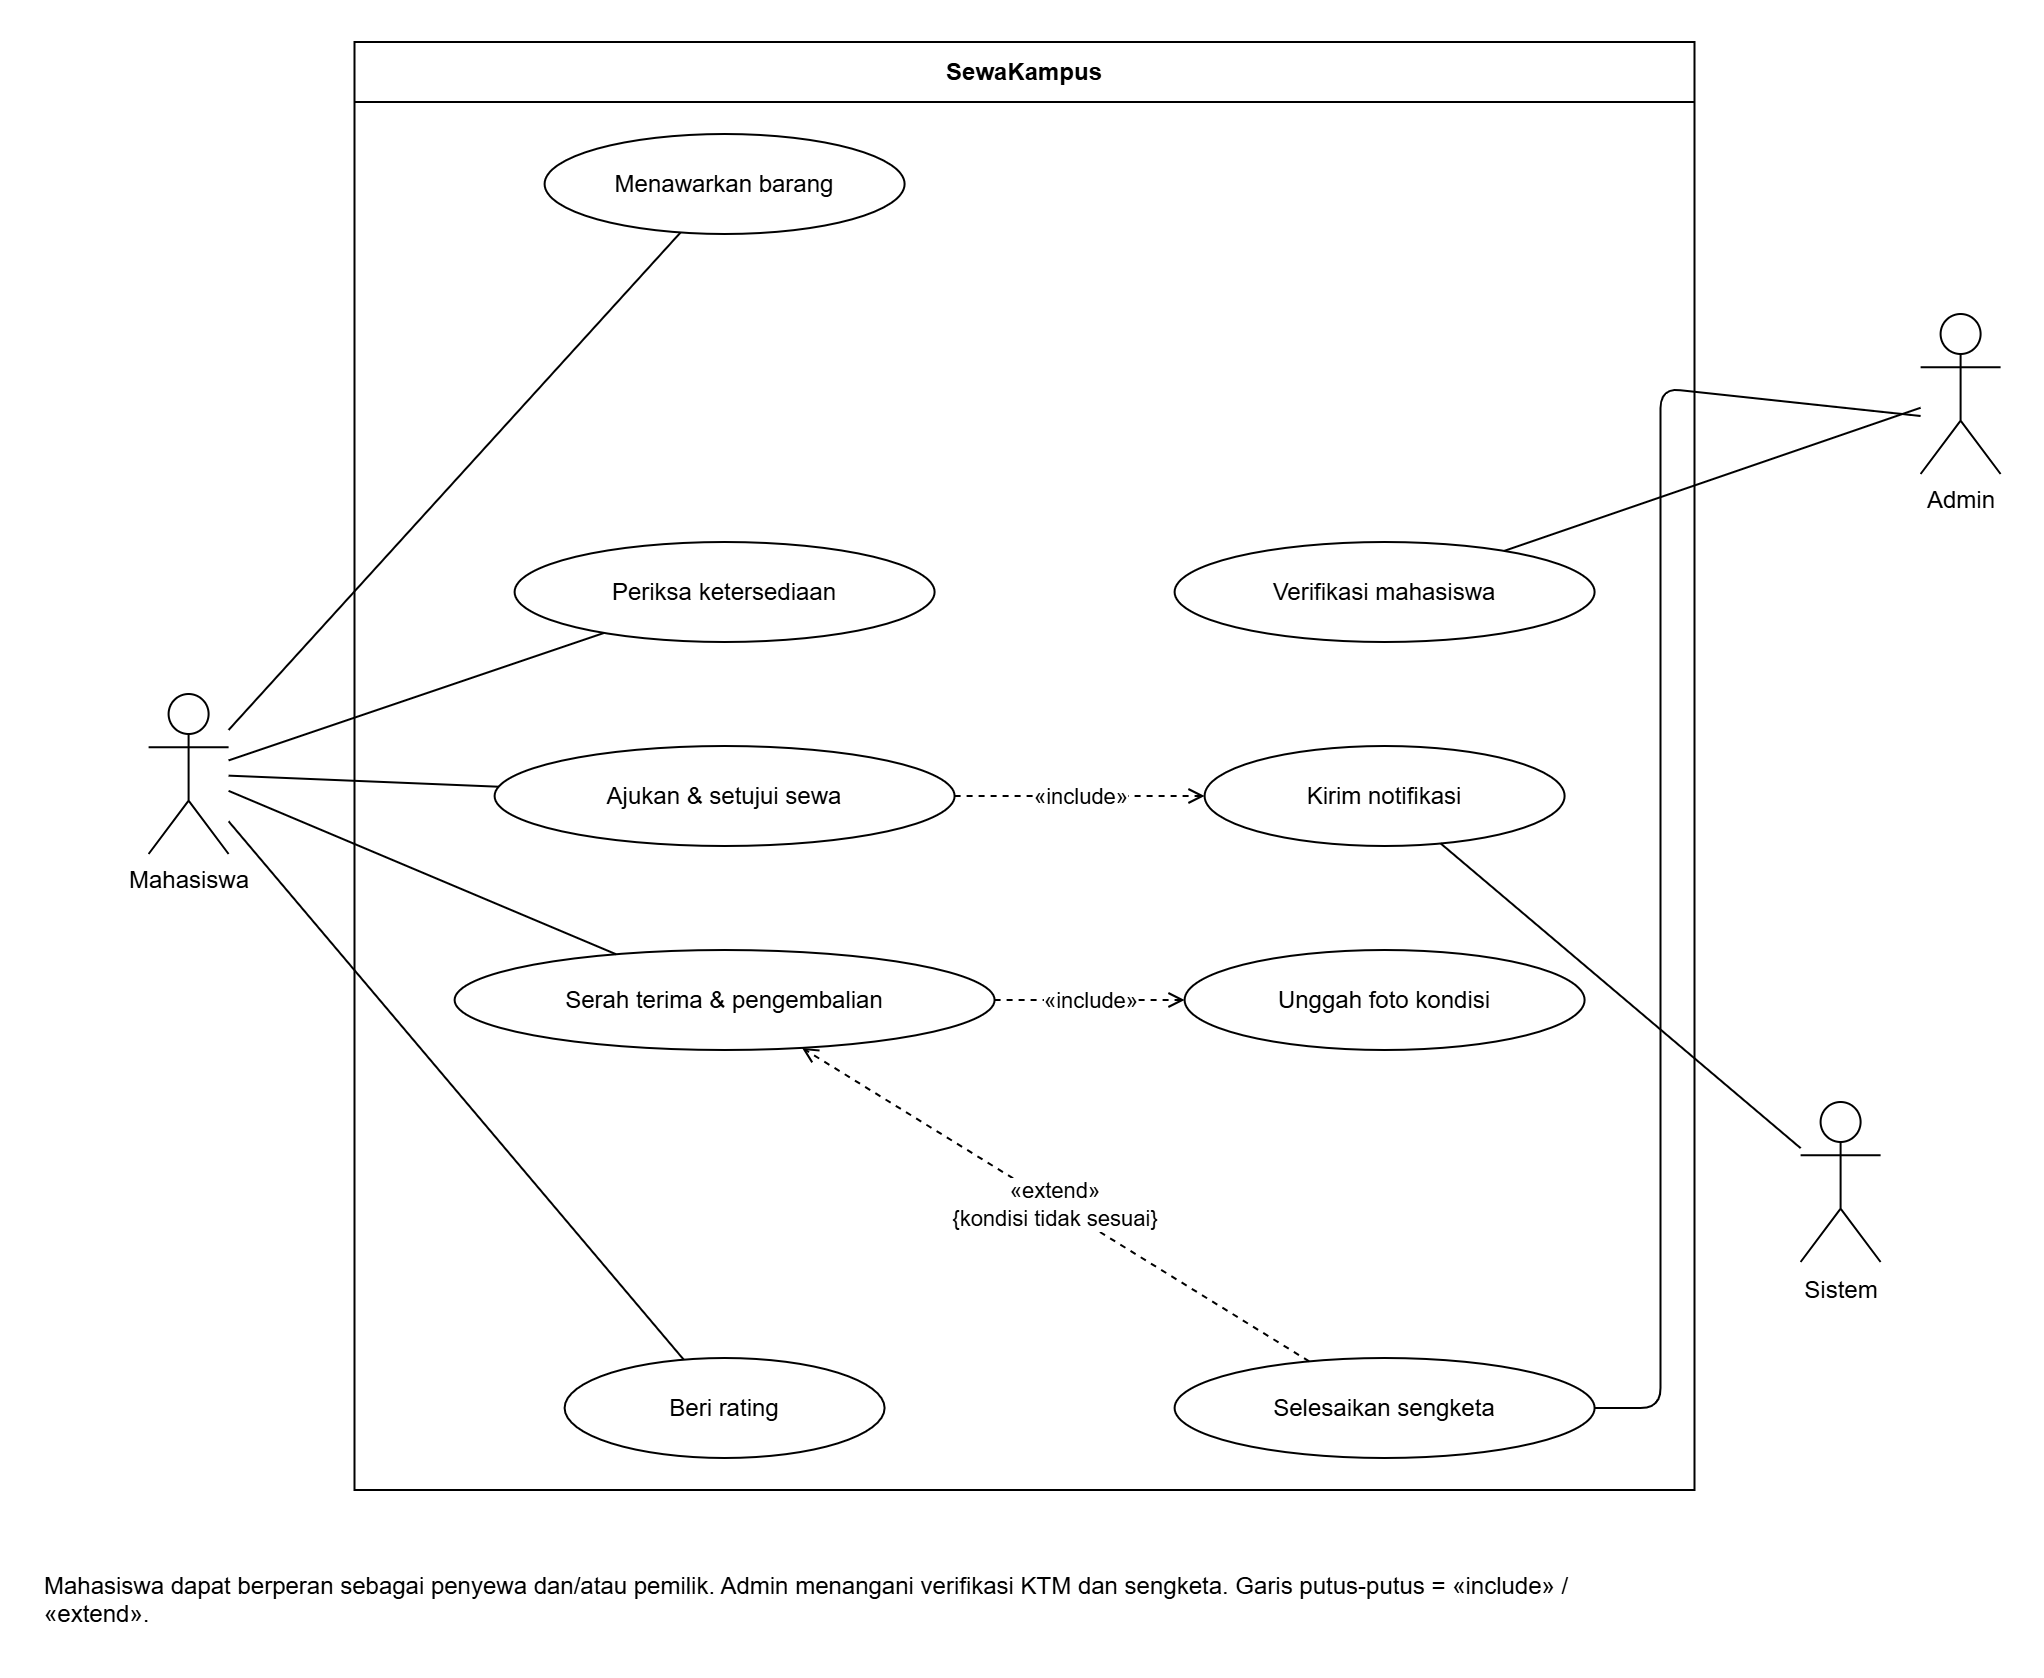 SewaKampus
Menawarkan barang
Admin
Periksa ketersediaan
Verifikasi mahasiswa
Mahasiswa
Ajukan & setujui sewa
«include»
Kirim notifikasi
Serah terima & pengembalian
«include»
Unggah foto kondisi
«extend»
{kondisi tidak sesuai}
Sistem
Beri rating
Selesaikan sengketa
Mahasiswa dapat berperan sebagai penyewa dan/atau pemilik. Admin menangani verifikasi KTM dan sengketa. Garis putus-putus = «include» /
«extend».